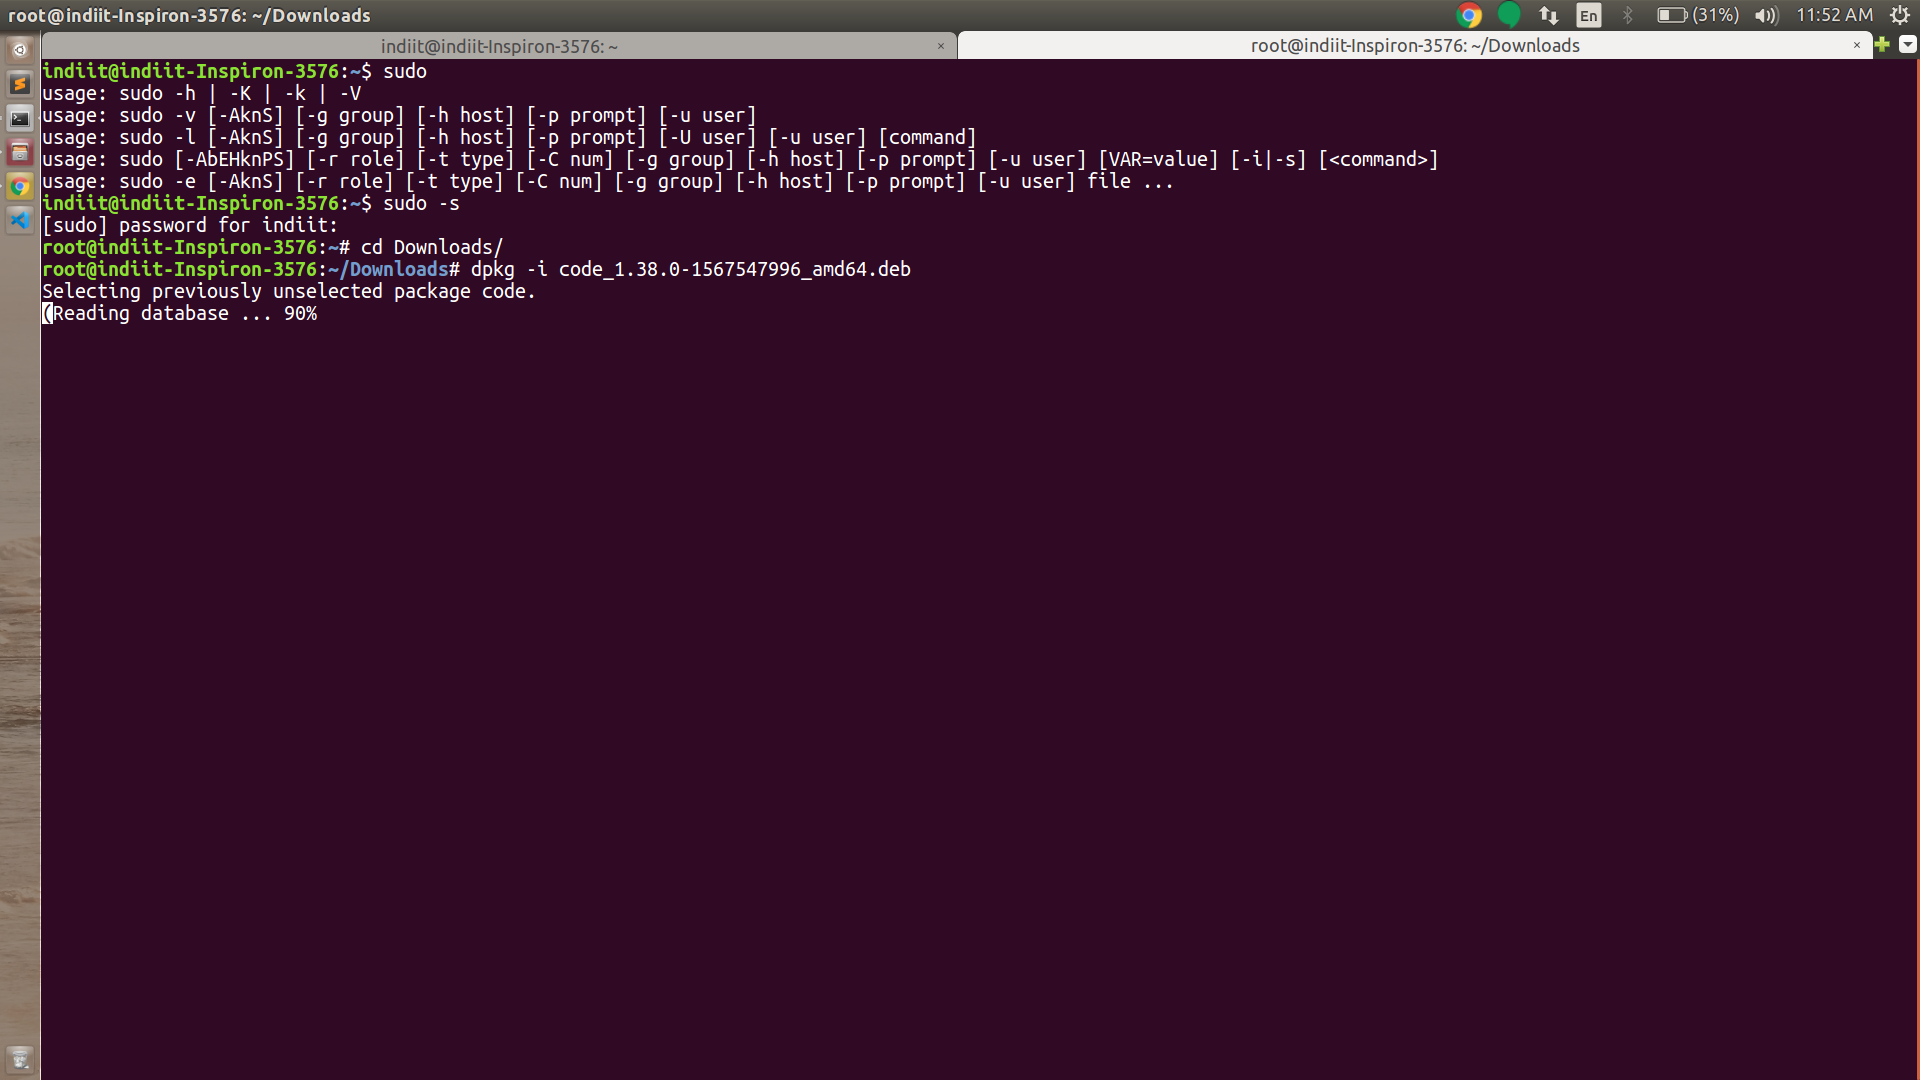 root@indiit-Inspiron-3576: ~/Downloads
En
(31%)
11:52 AM
indiit@indiit-Inspiron-3576: ~ ×
root@indiit-Inspiron-3576: ~/Downloads ×
indiit@indiit-Inspiron-3576:~$ sudo
usage: sudo -h | -K | -k | -V
usage: sudo -v [-AknS] [-g group] [-h host] [-p prompt] [-u user]
usage: sudo -l [-AknS] [-g group] [-h host] [-p prompt] [-U user] [-u user] [command]
usage: sudo [-AbEHknPS] [-r role] [-t type] [-C num] [-g group] [-h host] [-p prompt] [-u user] [VAR=value] [-i|-s] [<command>]
usage: sudo -e [-AknS] [-r role] [-t type] [-C num] [-g group] [-h host] [-p prompt] [-u user] file ...
indiit@indiit-Inspiron-3576:~$ sudo -s
[sudo] password for indiit:
root@indiit-Inspiron-3576:~# cd Downloads/
root@indiit-Inspiron-3576:~/Downloads# dpkg -i code_1.38.0-1567547996_amd64.deb
Selecting previously unselected package code.
(Reading database ... 90%